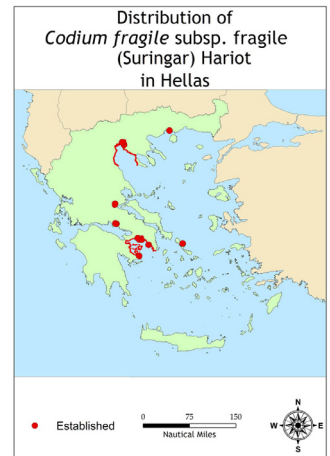 Distribution of
Codium fragile subsp. fragile
(Suringar) Hariot
in Hellas
N
W E
S
Established
0 75 150
Nautical Miles